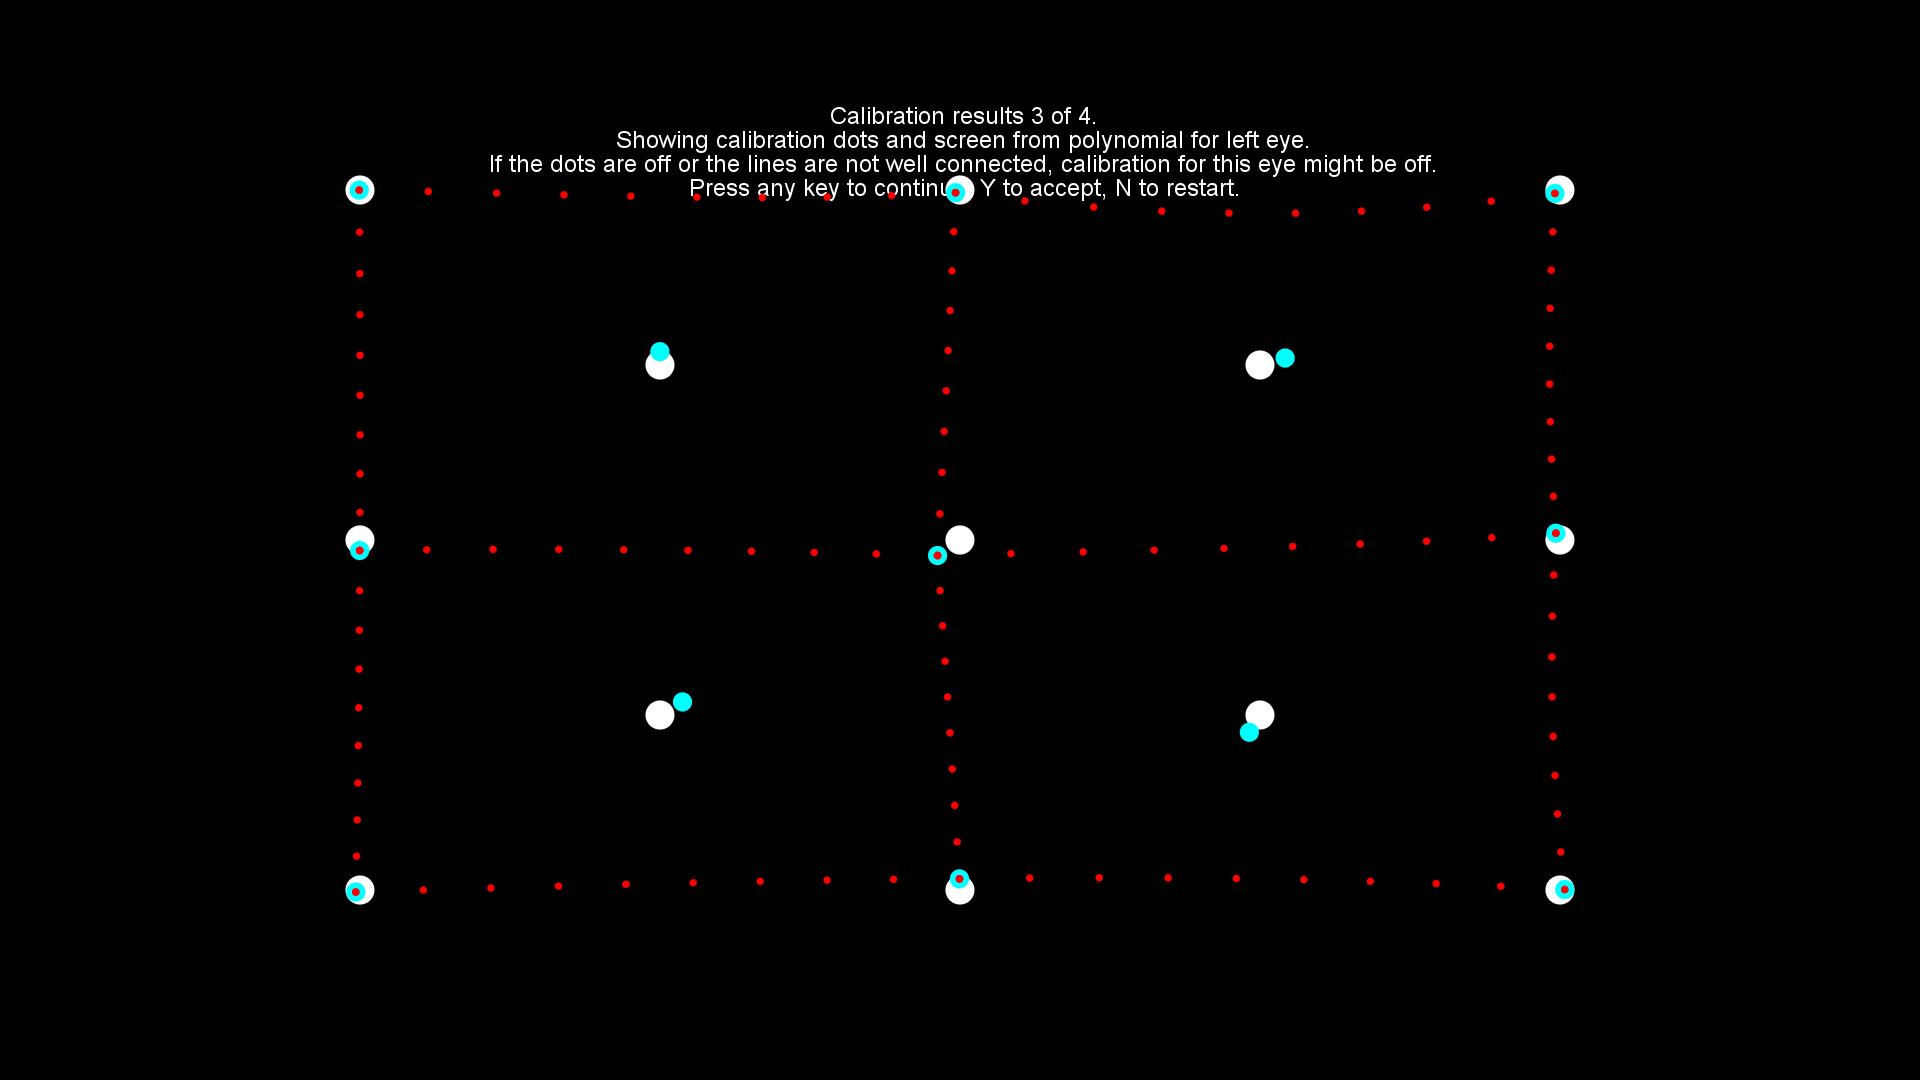 Calibration results 3 of 4.
Showing calibration dots and screen from polynomial for left eye.
If the dots are off or the lines are not well connected, calibration for this eye might be off.
Press any key to continue, Y to accept, N to restart.